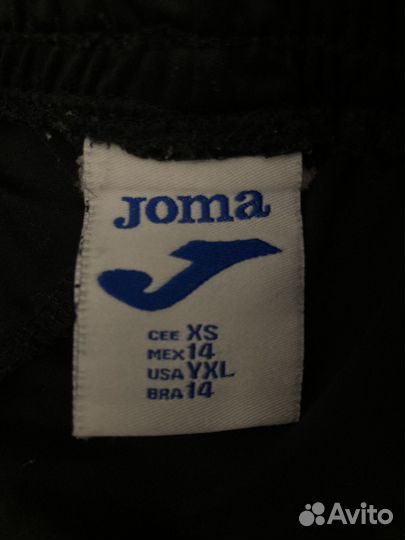 Joma
CEE XS
MEX 14
USA YXL
BRA 14
Avito